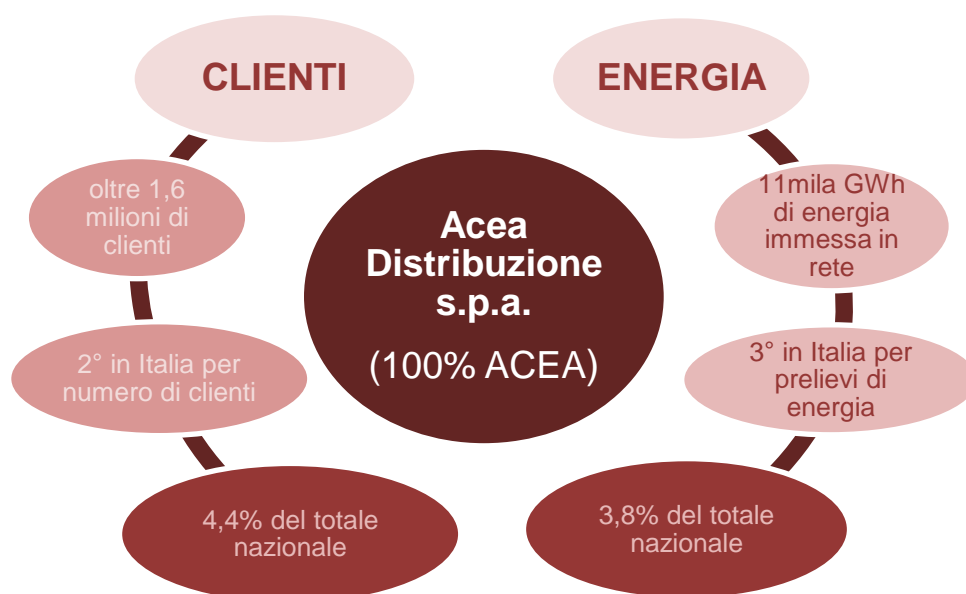 CLIENTI
oltre 1,6
milioni di
clienti
2° in Italia per
numero di clienti
4,4% del totale
nazionale
Acea
Distribuzione
s.p.a.
(100% ACEA)
ENERGIA
11mila GWh
di energia
immessa in
rete
3° in Italia per
prelievi di
energia
3,8% del totale
nazionale